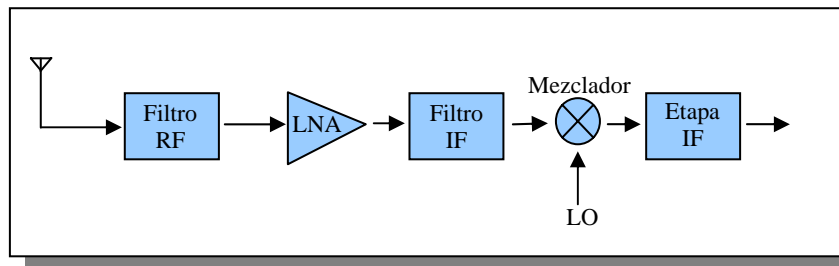 Filtro
RF
LNA
Filtro
IF
Mezclador
LO
Etapa
IF